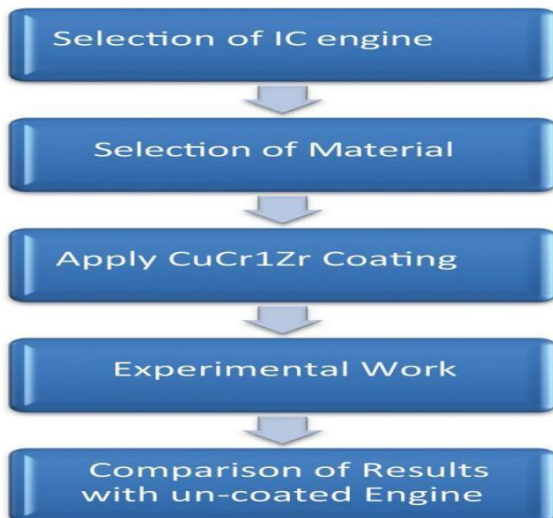 Selection of IC engine
Selection of Material
Apply CuCr1Zr Coating
Experimental Work
Comparison of Results
with un-coated Engine